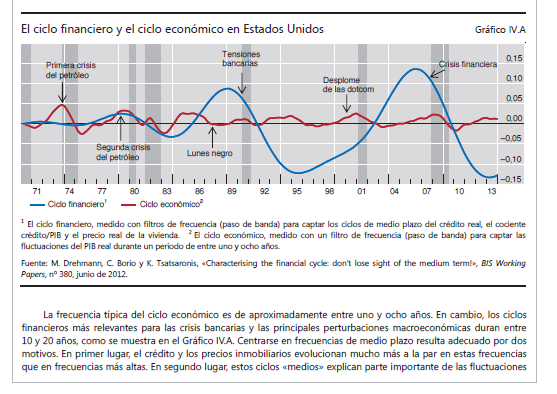 El ciclo financiero y el ciclo económico en Estados Unidos Gráfico IV.A
Tensiones
bancarias
Crisis financiera
Primera crisis
del petróleo
Desplome
de las dotcom
Segunda crisis
del petróleo
Lunes negro
0,15
0,10
0,05
0,00
–0,05
–0,10
–0,15
71 74 77 80 83 86 89 92 95 98 01 04 07 10 13
Ciclo financiero¹ Ciclo económico²
¹ El ciclo financiero, medido con filtros de frecuencia (paso de banda) para captar los ciclos de medio plazo del crédito real, el cociente
crédito/PIB y el precio real de la vivienda. ² El ciclo económico, medido con un filtro de frecuencia (paso de banda) para captar las
fluctuaciones del PIB real durante un periodo de entre uno y ocho años.
Fuente: M. Drehmann, C. Borio y K. Tsatsaronis, «Characterising the financial cycle: don't lose sight of the medium term!», BIS Working
Papers, nº 380, junio de 2012.
La frecuencia típica del ciclo económico es de aproximadamente entre uno y ocho años. En cambio, los ciclos
financieros más relevantes para las crisis bancarias y las principales perturbaciones macroeconómicas duran entre
10 y 20 años, como se muestra en el Gráfico IV.A. Centrarse en frecuencias de medio plazo resulta adecuado por dos
motivos. En primer lugar, el crédito y los precios inmobiliarios evolucionan mucho más a la par en estas frecuencias
que en frecuencias más altas. En segundo lugar, estos ciclos «medios» explican parte importante de las fluctuaciones